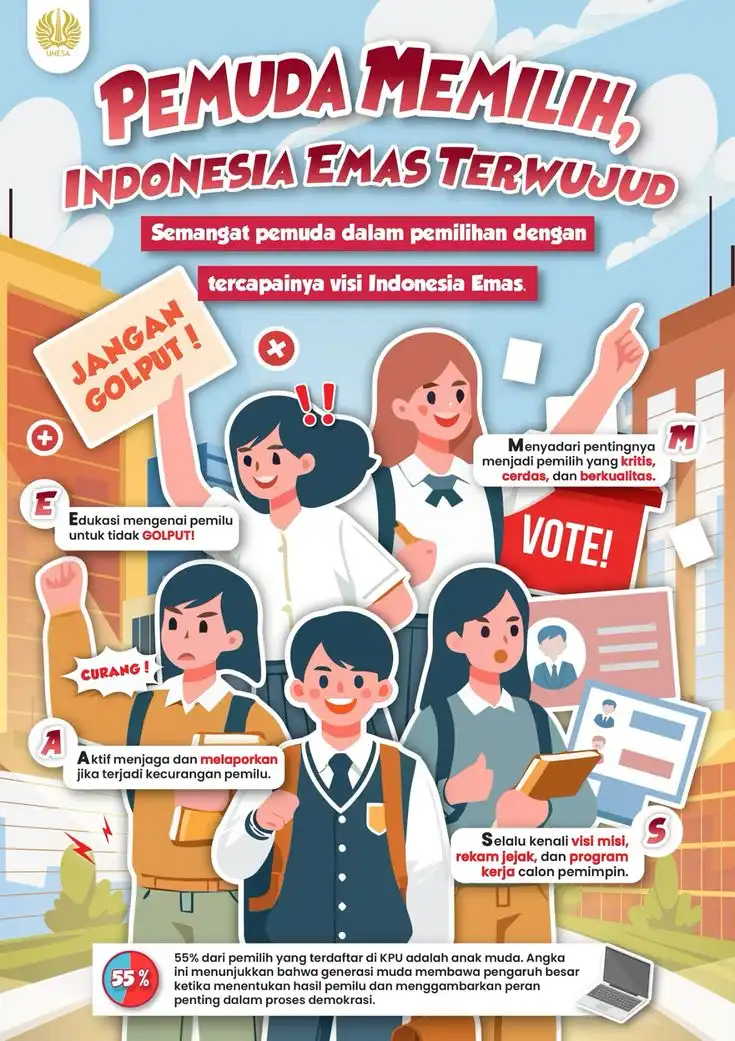 UNESA
PEMUDA MEMILIH,
INDONESIA EMAS TERWUJUD
Semangat pemuda dalam pemilihan dengan
tercapainya visi Indonesia Emas.
JANGAN
GOLPUT !
!!
E
Edukasi mengenai pemilu
untuk tidak GOLPUT!
M
Menyadari pentingnya
menjadi pemilih yang kritis,
cerdas, dan berkualitas.
VOTE!
CURANG !
A
Aktif menjaga dan melaporkan
jika terjadi kecurangan pemilu.
S
Selalu kenali visi misi,
rekam jejak, dan program
kerja calon pemimpin.
55 %
55% dari pemilih yang terdaftar di KPU adalah anak muda. Angka
ini menunjukkan bahwa generasi muda membawa pengaruh besar
ketika menentukan hasil pemilu dan menggambarkan peran
penting dalam proses demokrasi.